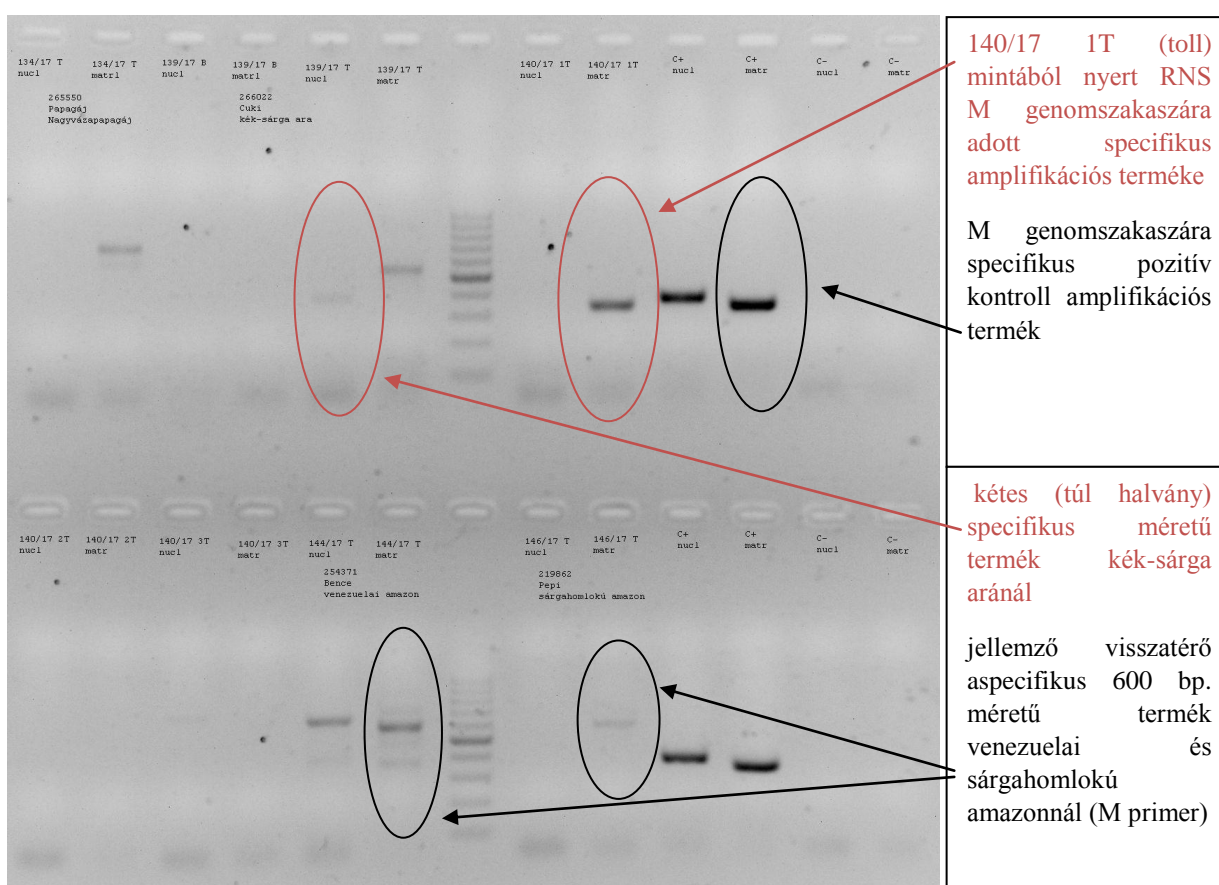 134/17 T
nucl
134/17 T
matrl
139/17 B
nucl
139/17 B
matrl
139/17 T
nucl
139/17 T
matr
140/17 1T
nucl
140/17 1T
matr
C+
nucl
C+
matr
C-
nucl
C-
matr
265550
Papagáj
Nagyvázapapagáj
266022
Cuki
kék-sárga ara
140/17 2T
nucl
140/17 2T
matr
140/17 3T
nucl
140/17 3T
matr
144/17 T
nucl
144/17 T
matr
146/17 T
nucl
146/17 T
matr
C+
nucl
C+
matr
C-
nucl
C-
matr
254371
Bence
venezuelai amazon
219862
Pepi
sárgahomlokú amazon
140/17 1T (toll)
mintából nyert RNS
M genomszakaszára
adott specifikus
amplifikációs terméke
M genomszakaszára
specifikus pozitív
kontroll amplifikációs
termék
kétes (túl halvány)
specifikus méretű
termék kék-sárga
aránál
jellemző visszatérő
aspecifikus 600 bp.
méretű termék
venezuelai és
sárgahomlokú
amazonnál (M primer)